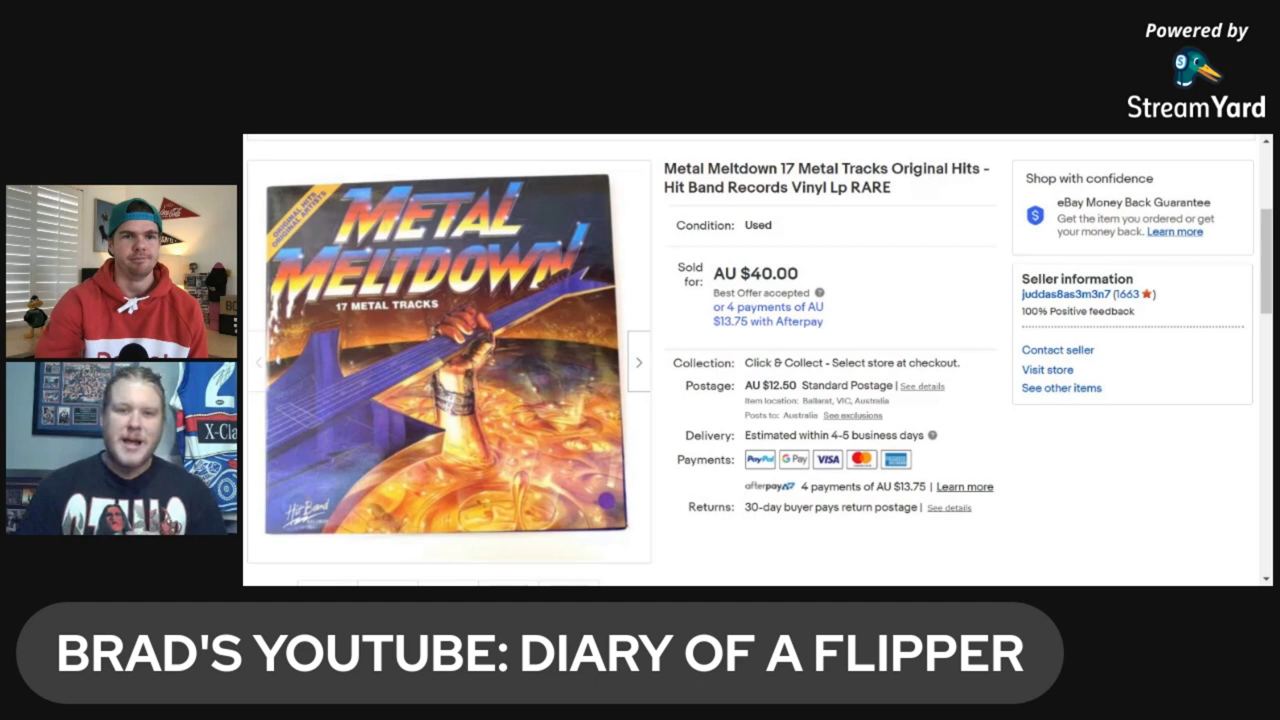 Powered by
StreamYard
Metal Meltdown 17 Metal Tracks Original Hits -
Hit Band Records Vinyl Lp RARE
Condition: Used
Sold
for: AU $40.00
Best Offer accepted
or 4 payments of AU
$13.75 with Afterpay
Collection: Click & Collect - Select store at checkout.
Postage: AU $12.50 Standard Postage | See details
Item location: Ballarat, VIC, Australia
Posts to: Australia See exclusions
Delivery: Estimated within 4-5 business days
Payments: PayPal G Pay VISA
afterpay 4 payments of AU $13.75 | Learn more
Returns: 30-day buyer pays return postage | See details
Shop with confidence
eBay Money Back Guarantee
Get the item you ordered or get
your money back. Learn more
Seller information
juddas8as3m3n7 (1663)
100% Positive feedback
Contact seller
Visit store
See other items
ORIGINAL HITS
ORIGINAL ARTISTS
METAL
MELTDOWN
17 METAL TRACKS
Hit Band
Coca-Cola
X-Cla
BRAD'S YOUTUBE: DIARY OF A FLIPPER